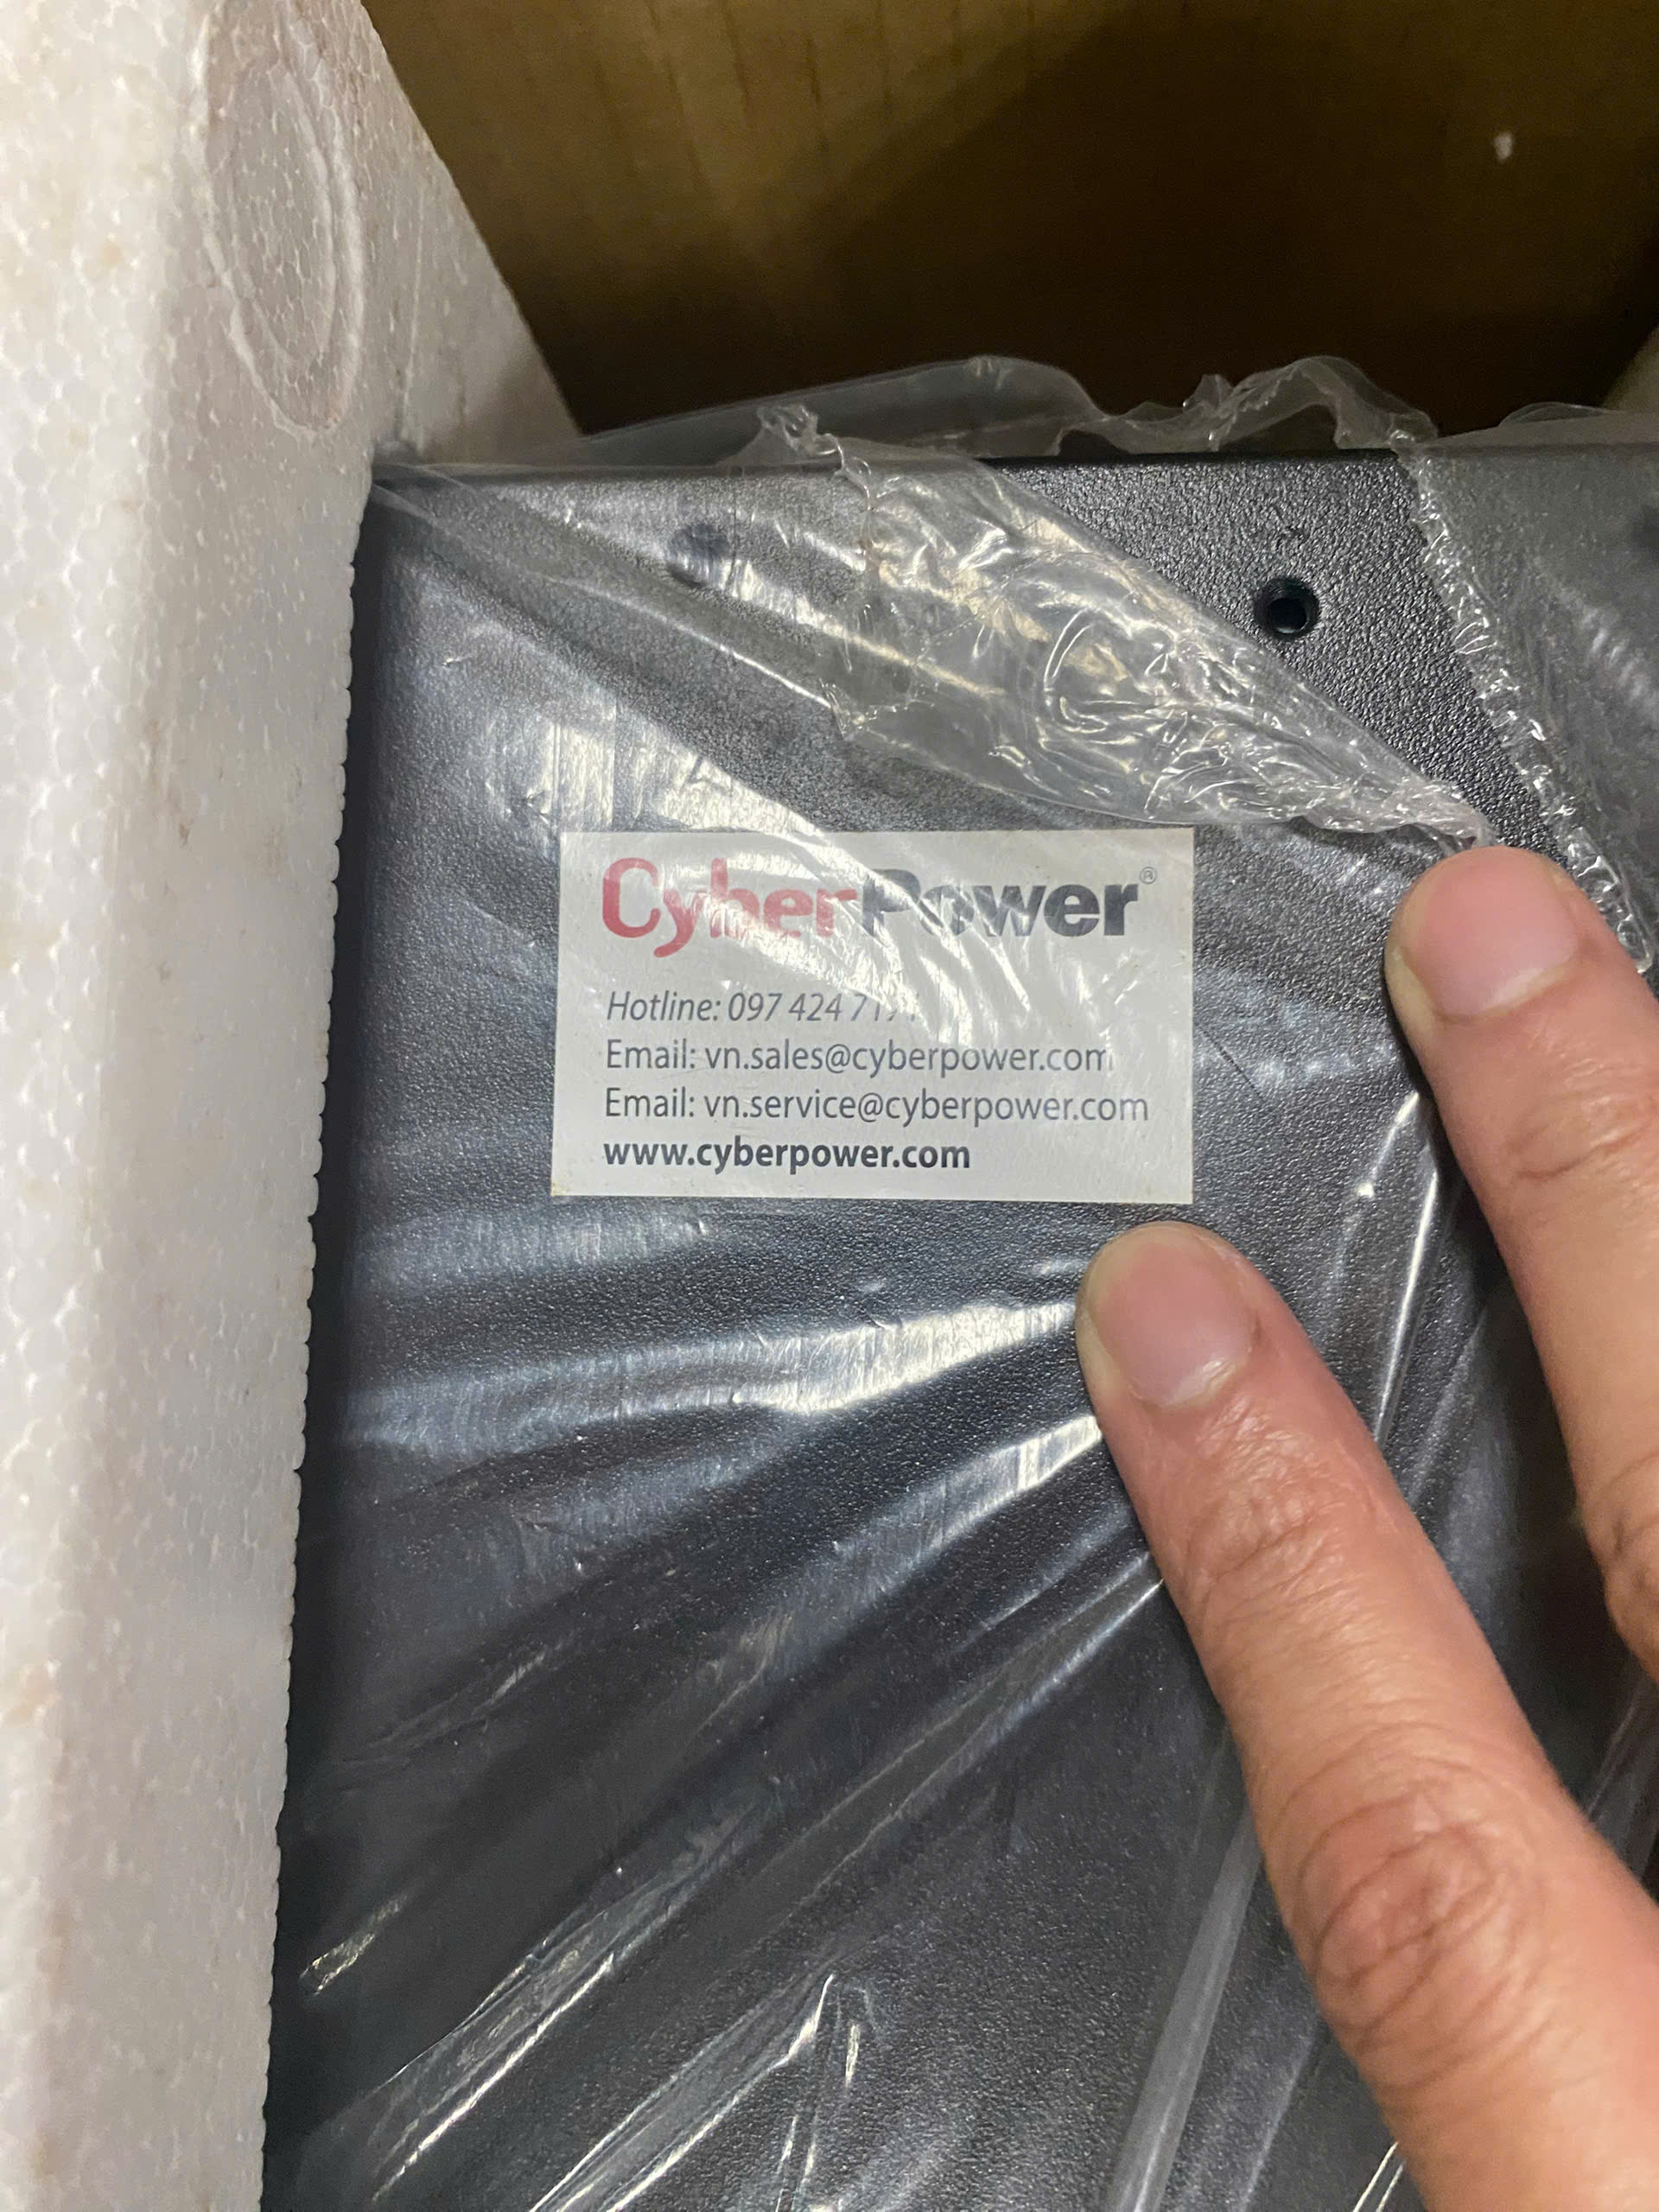 CyberPower®
Hotline: 097 424
Email: vn.sales@cyberpower.com
Email: vn.service@cyberpower.com
www.cyberpower.com